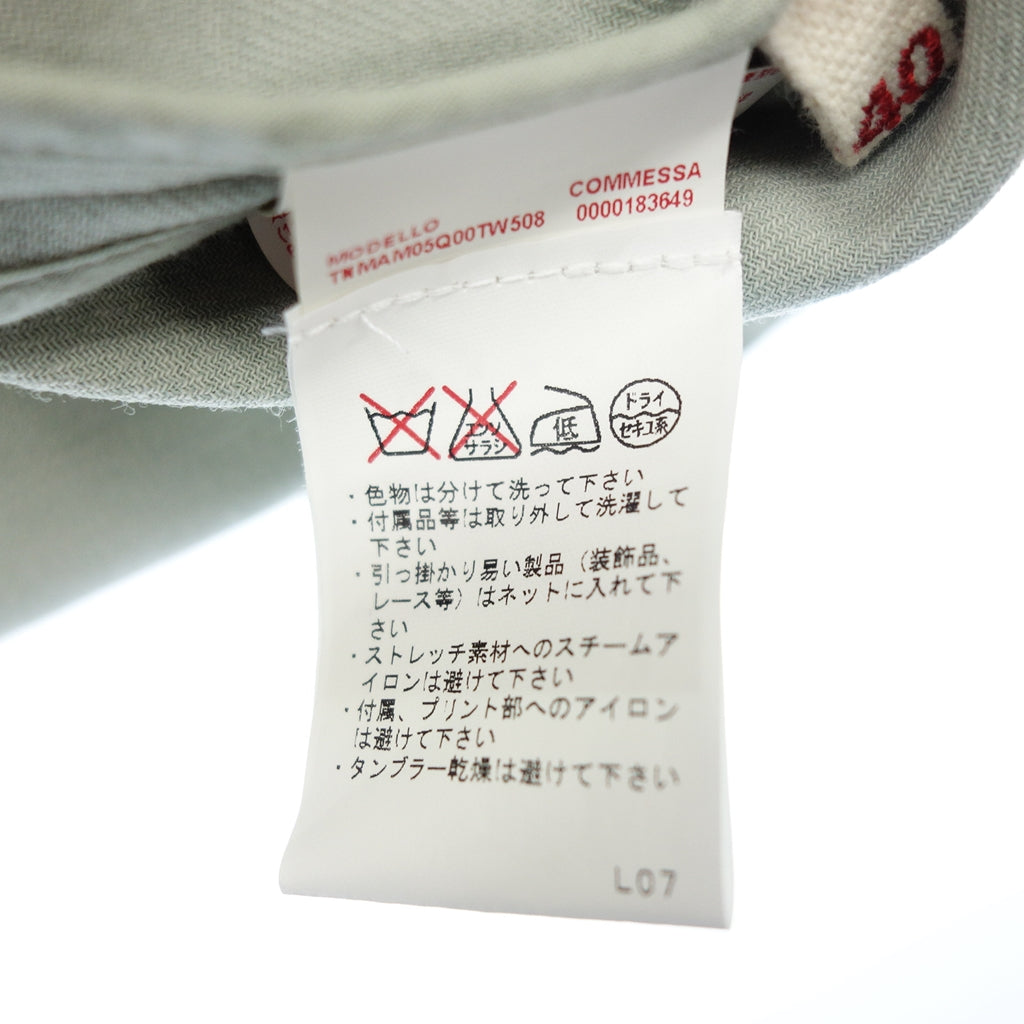 40
MODELLO COMMESSA
TRMAM05Q00TW508 0000183649
エンソ サラシ
低
ドライ
セキユ系
・色物は分けて洗って下さい
・付属品等は取り外して洗濯して
下さい
・引っ掛かり易い製品（装飾品、
レース等）はネットに入れて下
さい
・ストレッチ素材へのスチームア
イロンは避けて下さい
・付属、プリント部へのアイロン
は避けて下さい
・タンブラー乾燥は避けて下さい
L07